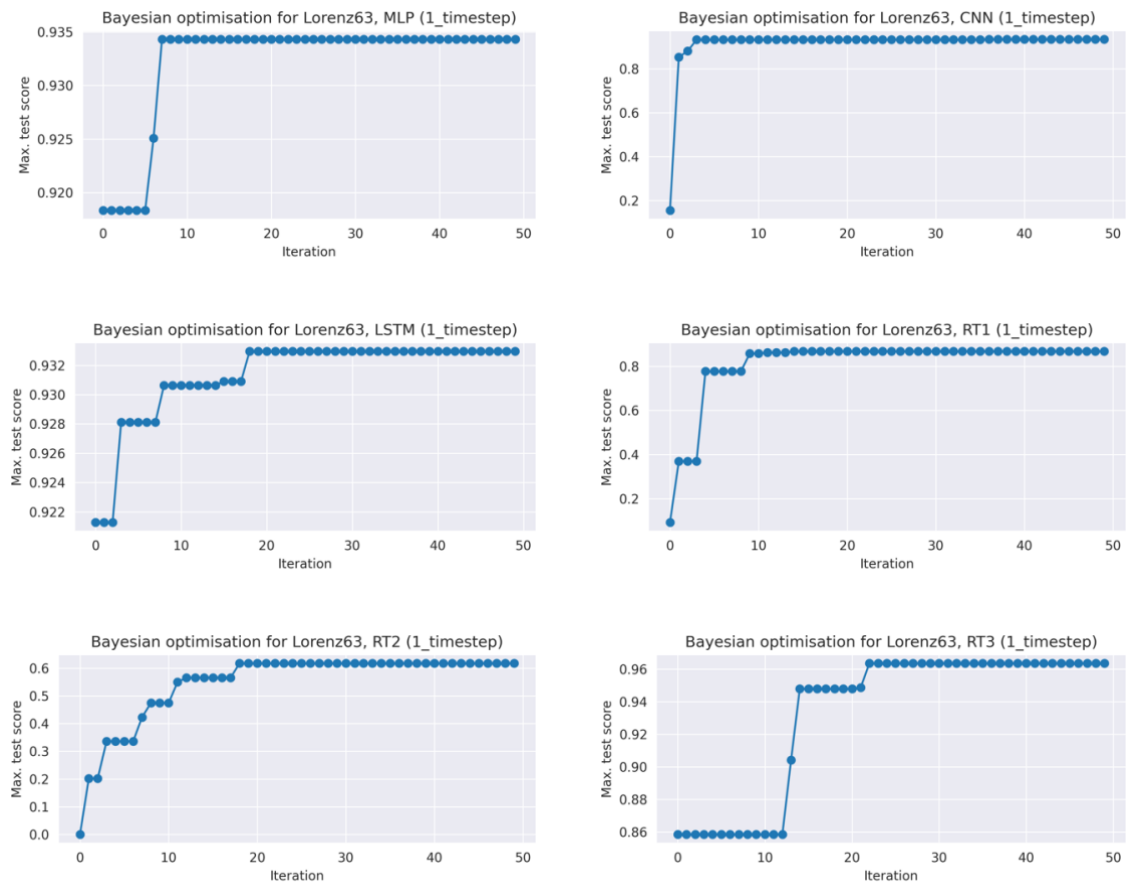 Bayesian optimisation for Lorenz63, MLP (1_timestep)
Max. test score
0.935
0.930
0.925
0.920
0 10 20 30 40 50
Iteration
Bayesian optimisation for Lorenz63, CNN (1_timestep)
Max. test score
0.8
0.6
0.4
0.2
0 10 20 30 40 50
Iteration
Bayesian optimisation for Lorenz63, LSTM (1_timestep)
Max. test score
0.932
0.930
0.928
0.926
0.924
0.922
0 10 20 30 40 50
Iteration
Bayesian optimisation for Lorenz63, RT1 (1_timestep)
Max. test score
0.8
0.6
0.4
0.2
0 10 20 30 40 50
Iteration
Bayesian optimisation for Lorenz63, RT2 (1_timestep)
Max. test score
0.6
0.5
0.4
0.3
0.2
0.1
0.0
0 10 20 30 40 50
Iteration
Bayesian optimisation for Lorenz63, RT3 (1_timestep)
Max. test score
0.96
0.94
0.92
0.90
0.88
0.86
0 10 20 30 40 50
Iteration